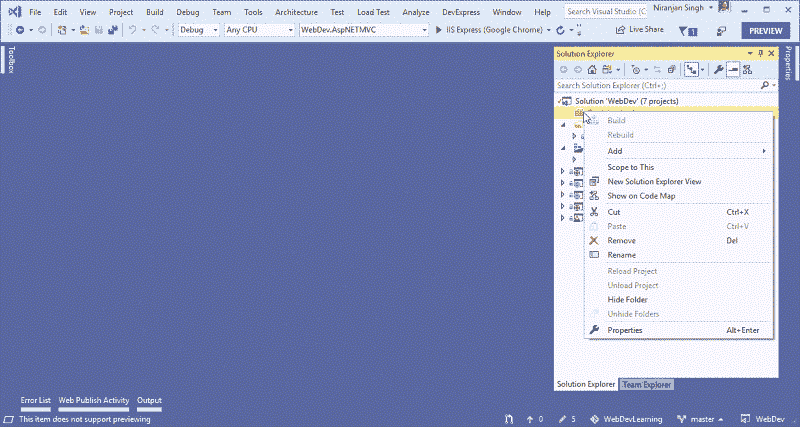 File Edit View Project Build Debug Team Tools Architecture Test Load Test Analyze DevExpress Window Help Search Visual Studio (C Niranjan Singh
Debug Any CPU WebDev.AspNETMVC IIS Express (Google Chrome) Live Share 1 PREVIEW
Toolbox
Solution Explorer
Properties
Search Solution Explorer (Ctrl+;)
Solution 'WebDev' (7 projects)
Build
Rebuild
Add
Scope to This
New Solution Explorer View
Show on Code Map
Cut Ctrl+X
Paste Ctrl+V
Remove Del
Rename
Reload Project
Unload Project
Hide Folder
Unhide Folders
Properties Alt+Enter
Solution Explorer Team Explorer
Error List Web Publish Activity Output
This item does not support previewing 0 5 WebDevLearning master WebDev